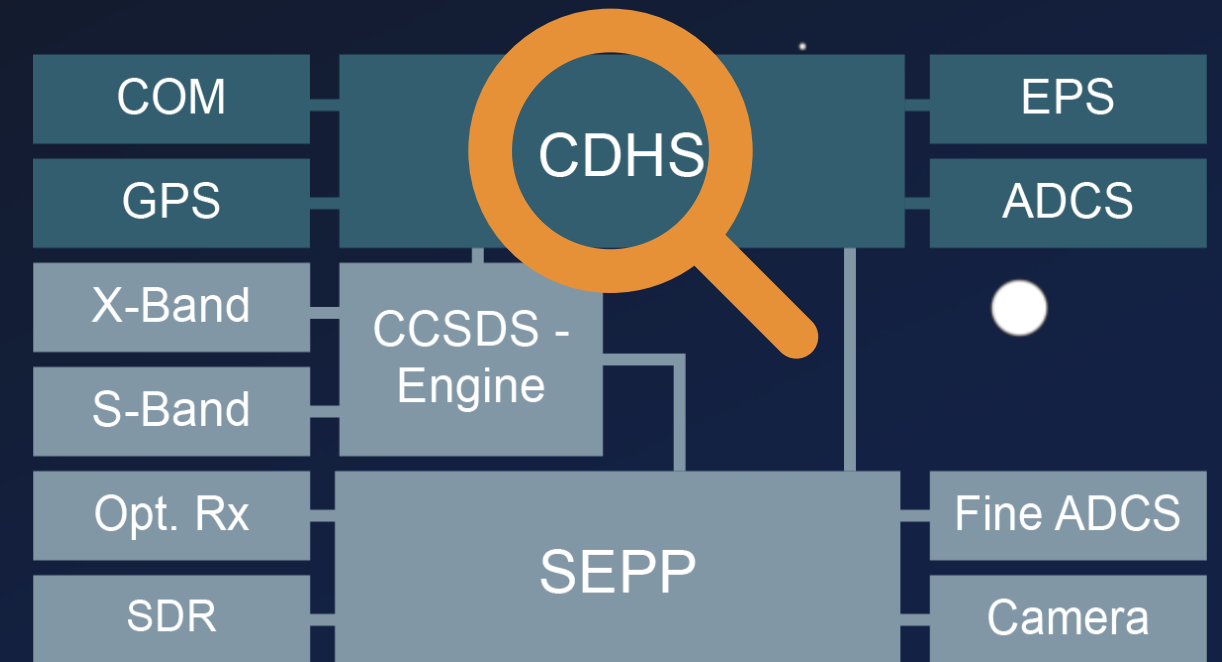 COM
CDHS
EPS
GPS
ADCS
X-Band
CCSDS -
Engine
S-Band
Opt. Rx
SEPP
Fine ADCS
SDR
Camera